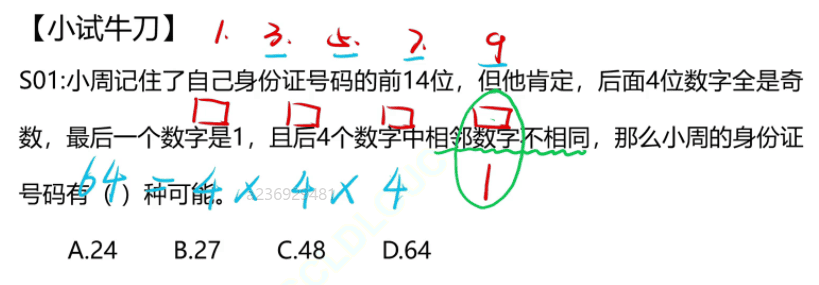 【小试牛刀】 1. 3. 5. 7. 9
S01:小周记住了自己身份证号码的前14位，但他肯定，后面4位数字全是奇
数，最后一个数字是1，且后4个数字中相邻数字不相同，那么小周的身份证
号码有（ ）种可能。
64 = 4 × 4 × 4 1
A.24 B.27 C.48 D.64